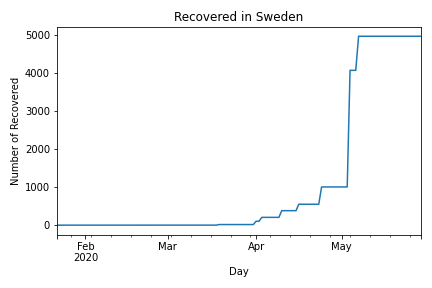 Recovered in Sweden
Number of Recovered
5000
4000
3000
2000
1000
0
Feb
2020
Mar
Apr
May
Day